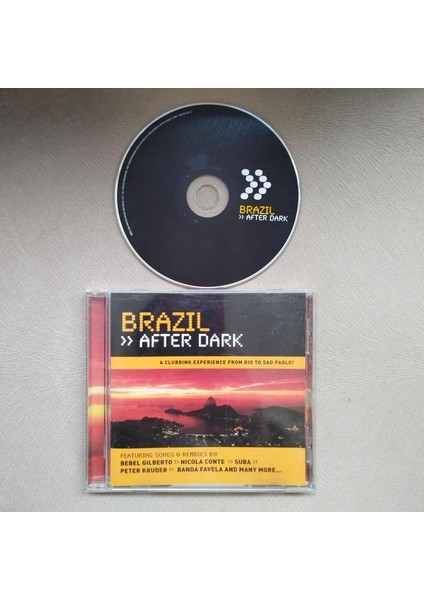 BRAZIL
>> AFTER DARK
BRAZIL
>> AFTER DARK
A CLUBBING EXPERIENCE FROM RIO TO SAO PAOLO!
FEATURING SONGS & REMIXES BY:
BEBEL GILBERTO >> NICOLA CONTE >> SUBA >>
PETER KRUDER >> BANDA FAVELA AND MANY MORE...